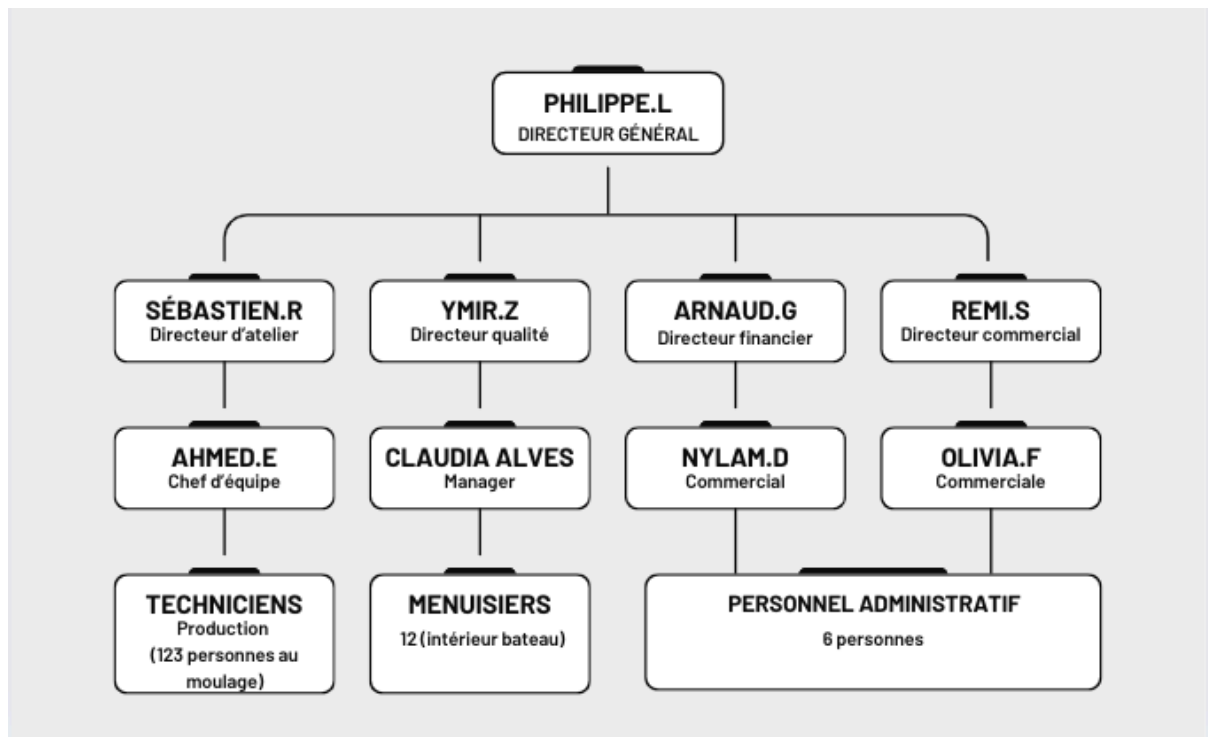 PHILIPPE.L
DIRECTEUR GÉNÉRAL
SÉBASTIEN.R
Directeur d'atelier
YMIR.Z
Directeur qualité
ARNAUD.G
Directeur financier
REMI.S
Directeur commercial
AHMED.E
Chef d'équipe
CLAUDIA ALVES
Manager
NYLAM.D
Commercial
OLIVIA.F
Commerciale
TECHNICIENS
Production
(123 personnes au
moulage)
MENUISIERS
12 (intérieur bateau)
PERSONNEL ADMINISTRATIF
6 personnes